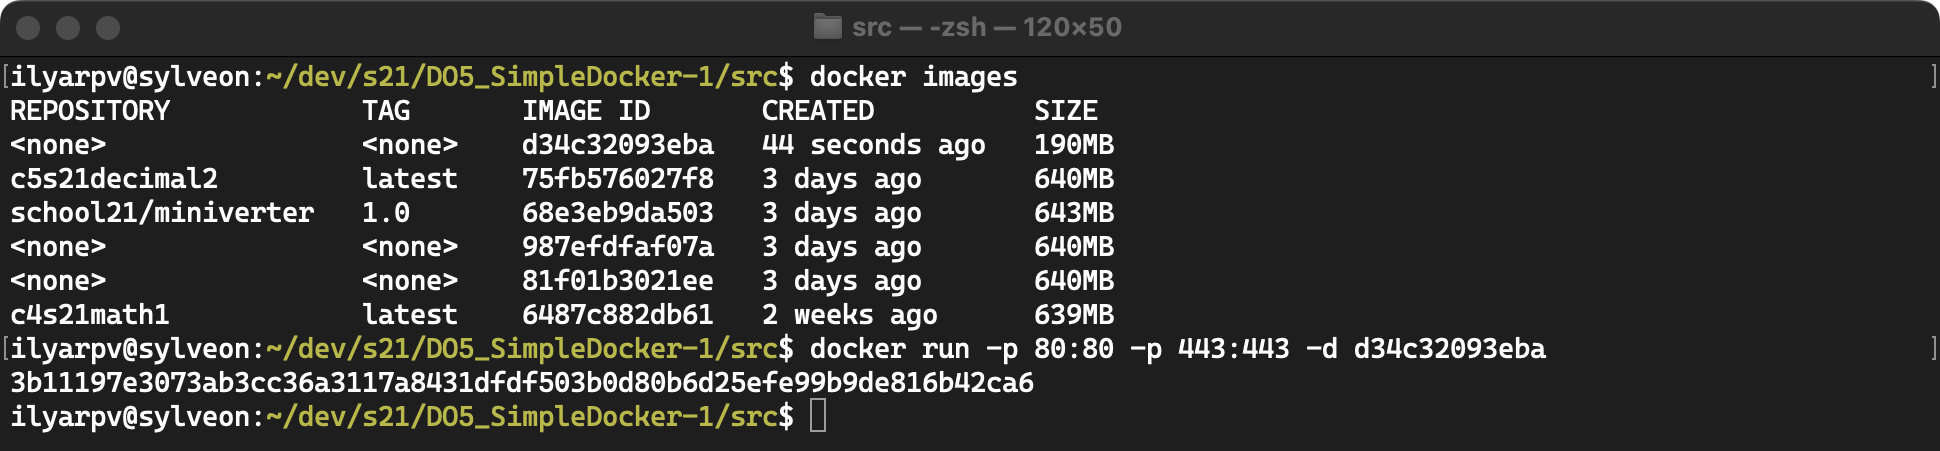 src — -zsh — 120×50
[ilyarpv@sylveon:~/dev/s21/DO5_SimpleDocker-1/src$ docker images ]
REPOSITORY TAG IMAGE ID CREATED SIZE
<none> <none> d34c32093eba 44 seconds ago 190MB
c5s21decimal2 latest 75fb576027f8 3 days ago 640MB
school21/miniverter 1.0 68e3eb9da503 3 days ago 643MB
<none> <none> 987efdfaf07a 3 days ago 640MB
<none> <none> 81f01b3021ee 3 days ago 640MB
c4s21math1 latest 6487c882db61 2 weeks ago 639MB
[ilyarpv@sylveon:~/dev/s21/DO5_SimpleDocker-1/src$ docker run -p 80:80 -p 443:443 -d d34c32093eba ]
3b11197e3073ab3cc36a3117a8431dfdf503b0d80b6d25efe99b9de816b42ca6
ilyarpv@sylveon:~/dev/s21/DO5_SimpleDocker-1/src$